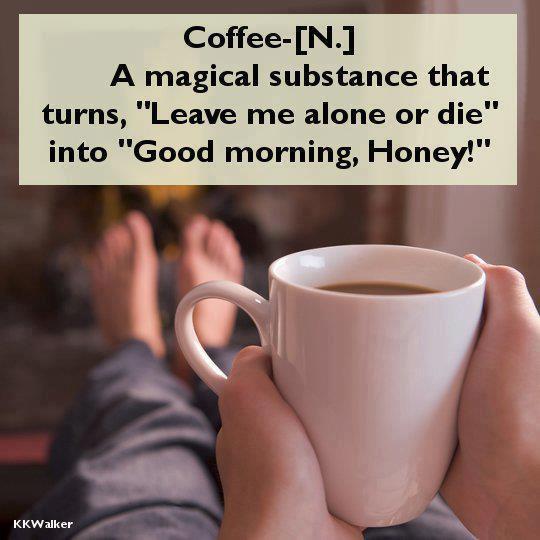 Coffee-[N.]
A magical substance that
turns, "Leave me alone or die"
into "Good morning, Honey!"
KKWalker